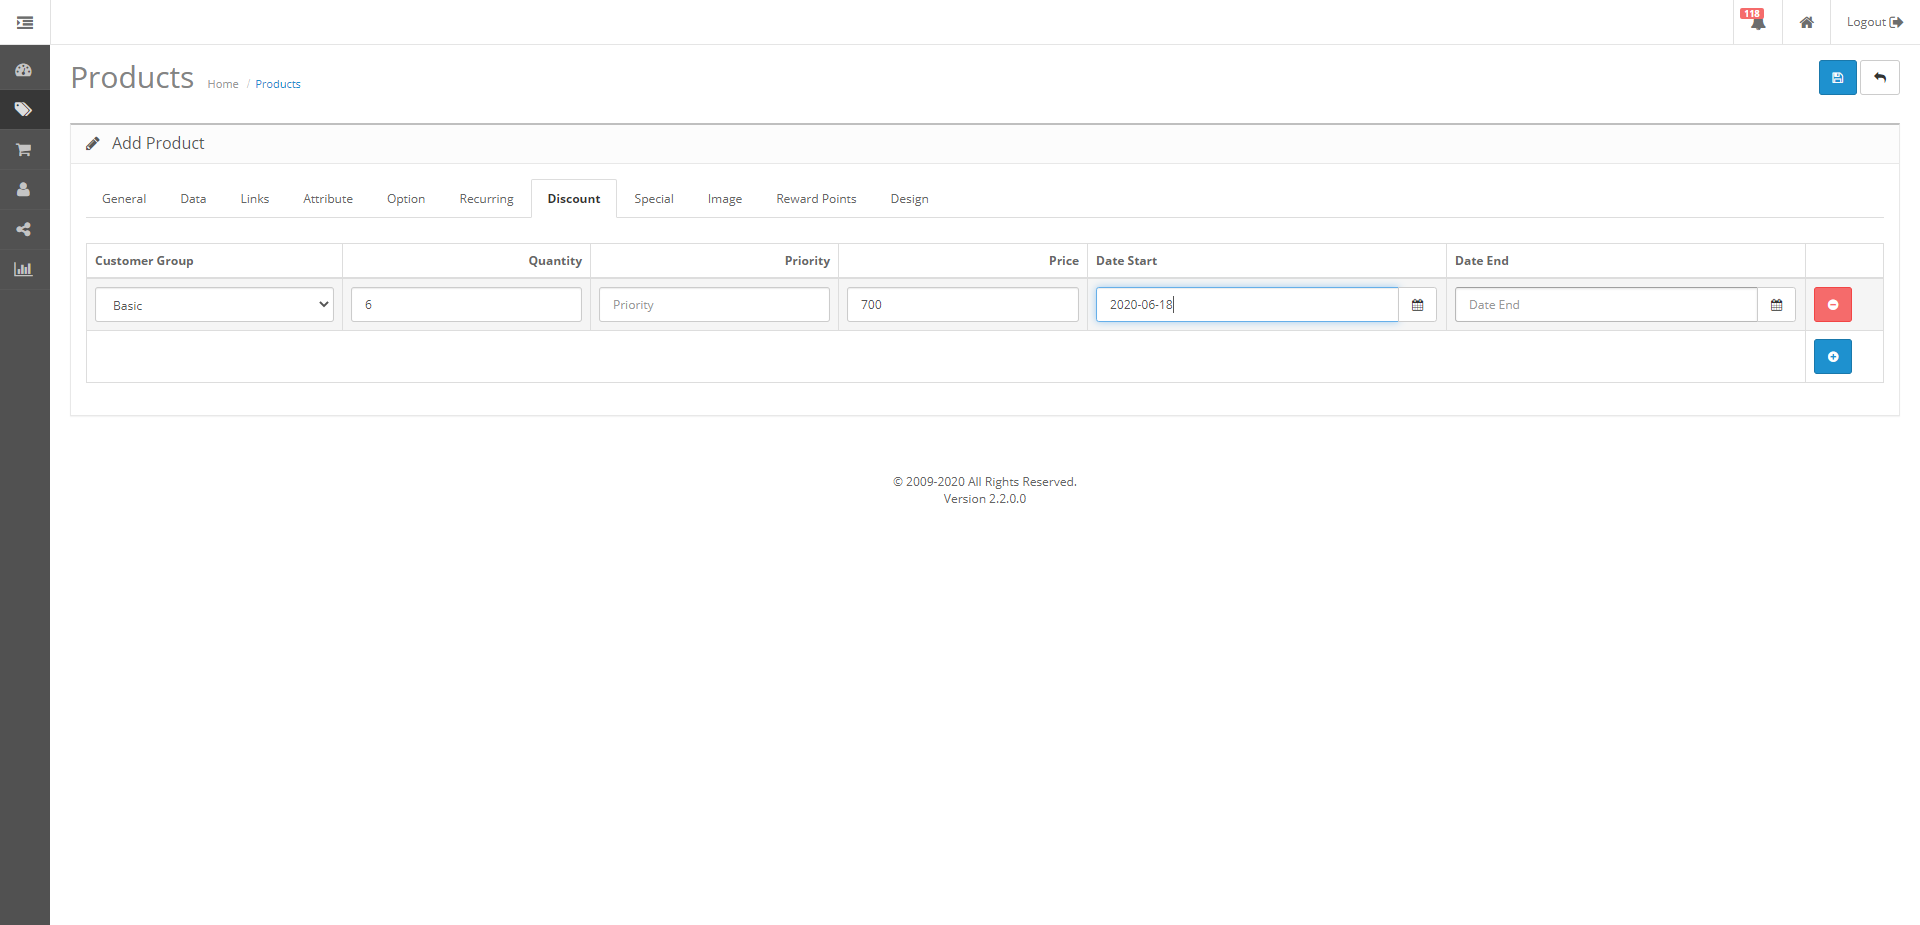 118
Logout
Products Home / Products
Add Product
General Data Links Attribute Option Recurring Discount Special Image Reward Points Design
Customer Group Quantity Priority Price Date Start Date End
Basic 6 Priority 700 2020-06-18 Date End
© 2009-2020 All Rights Reserved.
Version 2.2.0.0